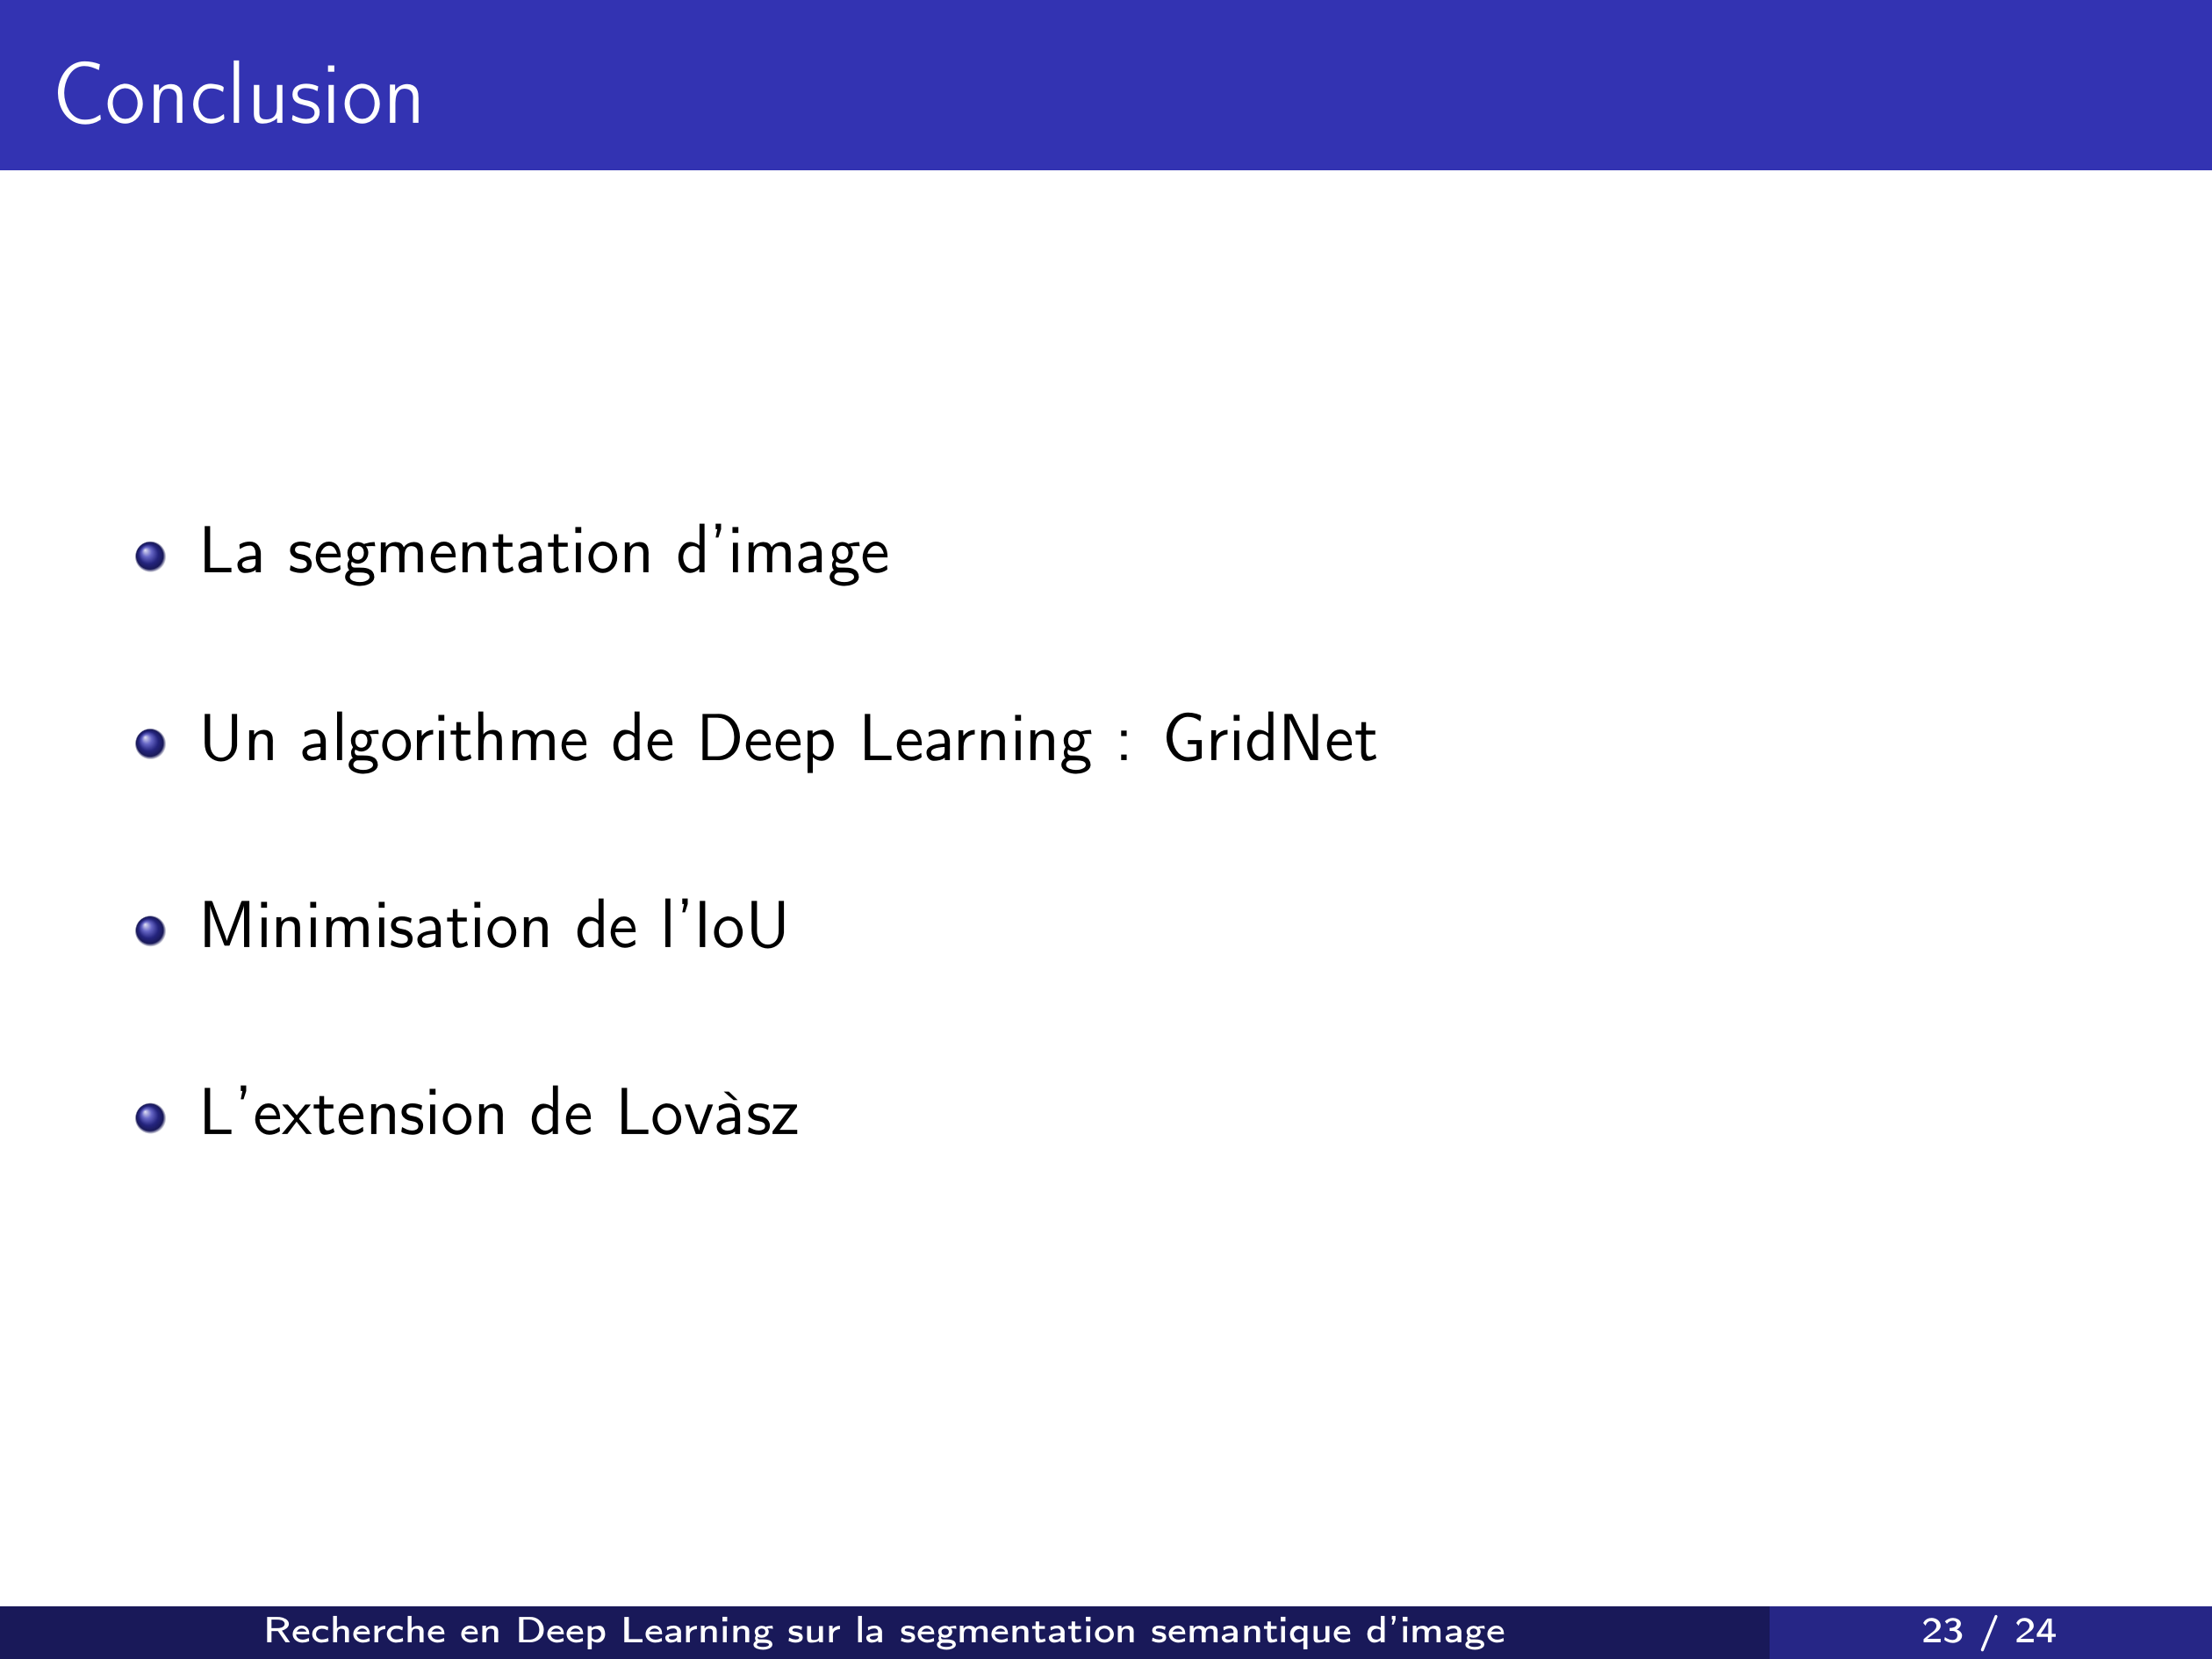 Conclusion
La segmentation d'image
Un algorithme de Deep Learning : GridNet
Minimisation de l'IoU
L'extension de Lovàsz
Recherche en Deep Learning sur la segmentation semantique d'image 23 / 24